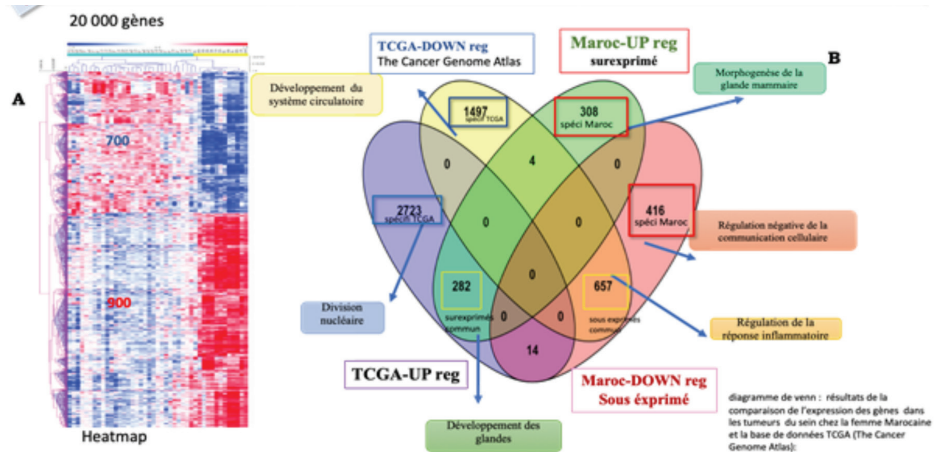 20 000 gènes
A
700
900
Heatmap
TCGA-DOWN reg
The Cancer Genome Atlas
Maroc-UP reg
surexprimé
B
Développement du
système circulatoire
Morphogenèse de la
glande mammaire
1497
spécifi TCGA
308
spéci Maroc
0
4
0
2723
spécifi TCGA
0
0
416
spéci Maroc
Régulation négative de la
communication cellulaire
0
282
surexprimés
commun
657
sous exprimés
commun
0
0
14
Division
nucléaire
Régulation de la
réponse inflammatoire
TCGA-UP reg
Maroc-DOWN reg
Sous éxprimé
Développement des
glandes
diagramme de venn : résultats de la
comparaison de l'expression des gènes dans
les tumeurs du sein chez la femme Marocaine
et la base de données TCGA (The Cancer
Genome Atlas):